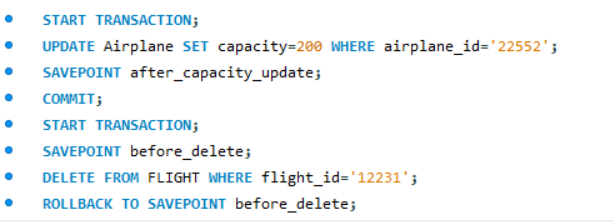 START TRANSACTION;
UPDATE Airplane SET capacity=200 WHERE airplane_id='22552';
SAVEPOINT after_capacity_update;
COMMIT;
START TRANSACTION;
SAVEPOINT before_delete;
DELETE FROM FLIGHT WHERE flight_id='12231';
ROLLBACK TO SAVEPOINT before_delete;